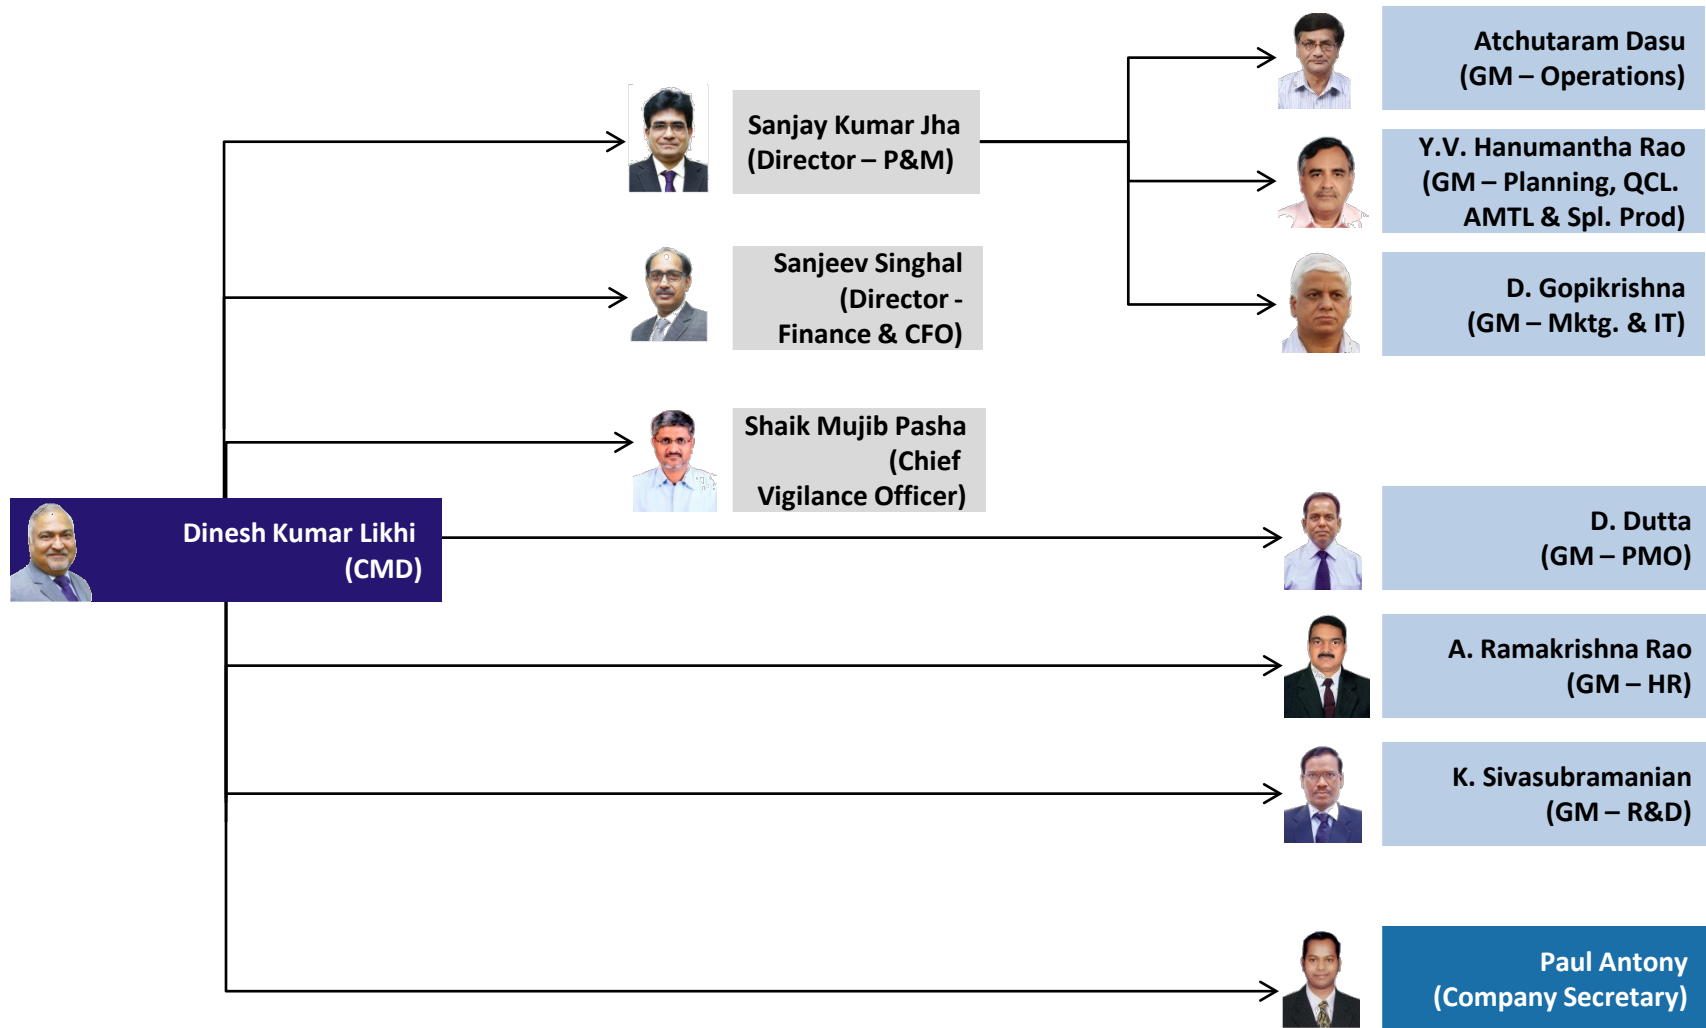 Atchutaram Dasu
(GM – Operations)
Sanjay Kumar Jha
(Director – P&M)
Y.V. Hanumantha Rao
(GM – Planning, QCL.
AMTL & Spl. Prod)
Sanjeev Singhal
(Director -
Finance & CFO)
D. Gopikrishna
(GM – Mktg. & IT)
Shaik Mujib Pasha
(Chief
Vigilance Officer)
Dinesh Kumar Likhi
(CMD)
D. Dutta
(GM – PMO)
A. Ramakrishna Rao
(GM – HR)
K. Sivasubramanian
(GM – R&D)
Paul Antony
(Company Secretary)